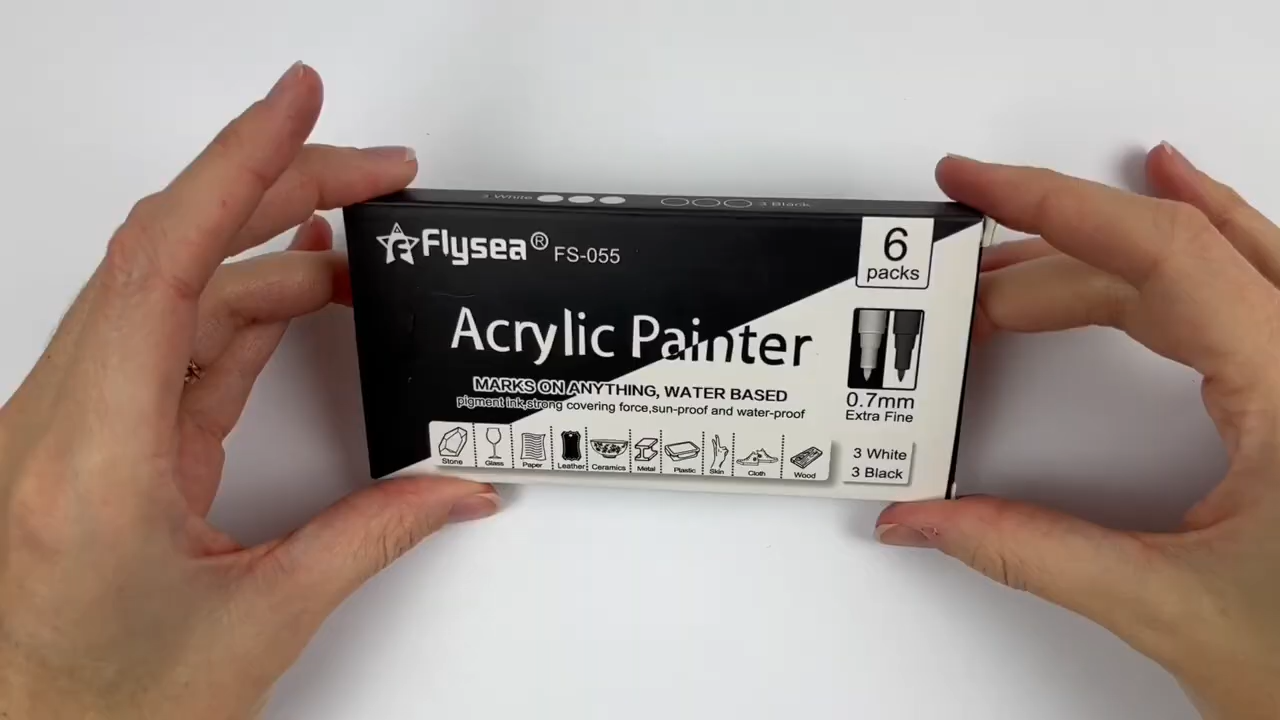 3 White 3 Black
Flysea® FS-055
6
packs
Acrylic Painter
MARKS ON ANYTHING, WATER BASED
pigment ink,strong covering force,sun-proof and water-proof
0.7mm
Extra Fine
Stone Glass Paper Leather Ceramics Metal Plastic Skin Cloth Wood
3 White
3 Black